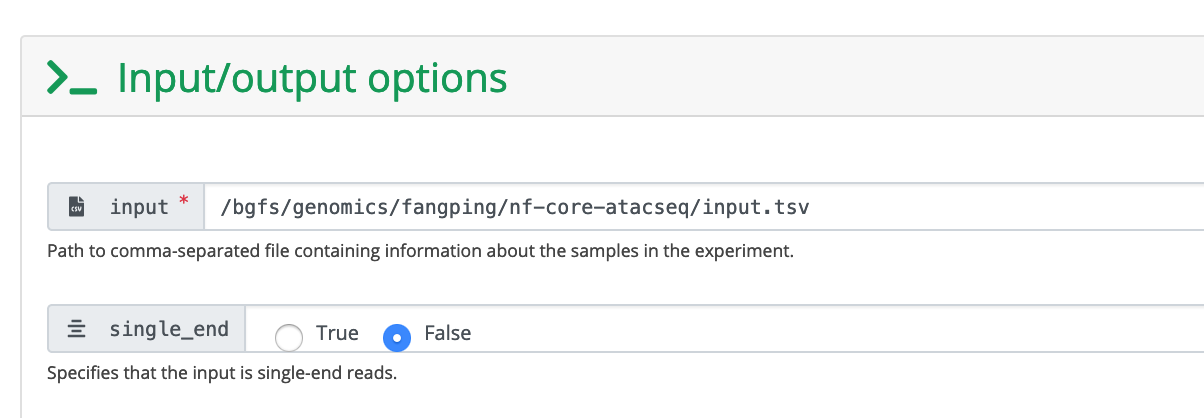 Input/output options
input * /bgfs/genomics/fangping/nf-core-atacseq/input.tsv
Path to comma-separated file containing information about the samples in the experiment.
single_end True False
Specifies that the input is single-end reads.